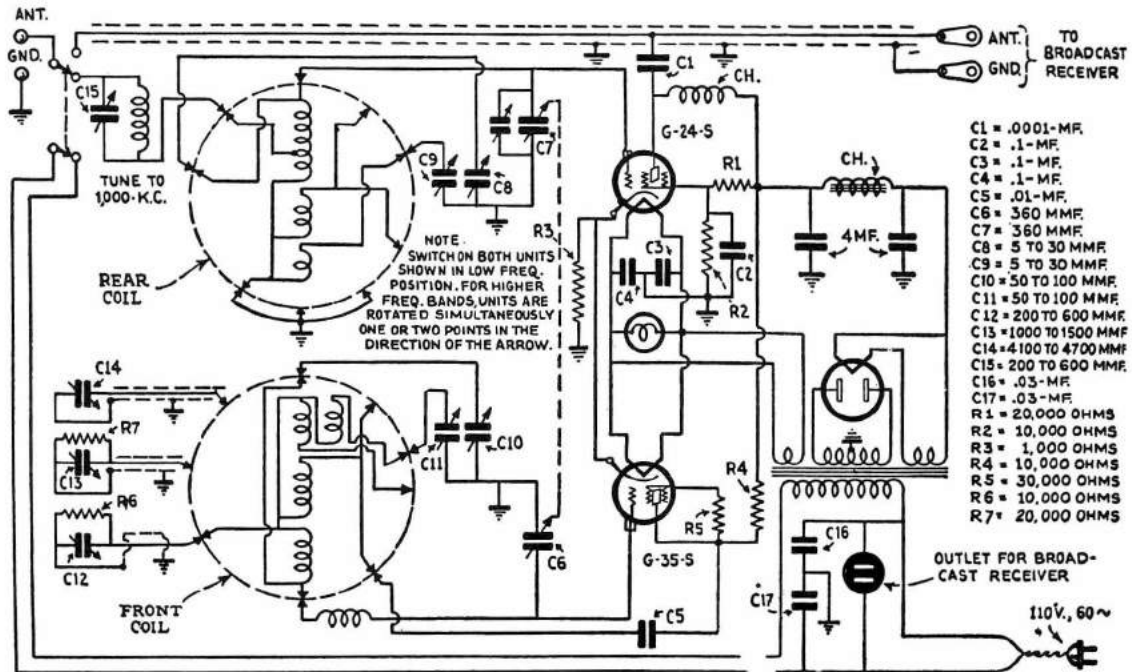 ANT.
GND.
C15
TUNE TO
1,000-K.C.
REAR
COIL
C9
C8
C7
C1
CH.
G-24-S
ANT.
GND.
TO
BROADCAST
RECEIVER
NOTE.
SWITCH ON BOTH UNITS
SHOWN IN LOW FREQ.
POSITION. FOR HIGHER
FREQ. BANDS, UNITS ARE
ROTATED SIMULTANEOUSLY
ONE OR TWO POINTS IN THE
DIRECTION OF THE ARROW.
R3
R1
C3
C4
C2
R2
CH.
4MF.
C14
R7
C13
R6
C12
FRONT
COIL
C11
C10
C6
G-35-S
R5
R4
C5
C16
C17
OUTLET FOR BROAD-
CAST RECEIVER
110V., 60~
C1 = .0001-MF.
C2 = .1-MF.
C3 = .1-MF.
C4 = .1-MF.
C5 = .01-MF.
C6 = 360 MMF.
C7 = 360 MMF.
C8 = 5 TO 30 MMF.
C9 = 5 TO 30 MMF.
C10 = 50 TO 100 MMF.
C11 = 50 TO 100 MMF.
C12 = 200 TO 600 MMF.
C13 = 1000 TO 1500 MMF
C14 = 4100 TO 4700 MMF
C15 = 200 TO 600 MMF.
C16 = .03-MF.
C17 = .03-MF.
R1 = 20,000 OHMS
R2 = 10,000 OHMS
R3 = 1,000 OHMS
R4 = 10,000 OHMS
R5 = 30,000 OHMS
R6 = 10,000 OHMS
R7 = 20,000 OHMS